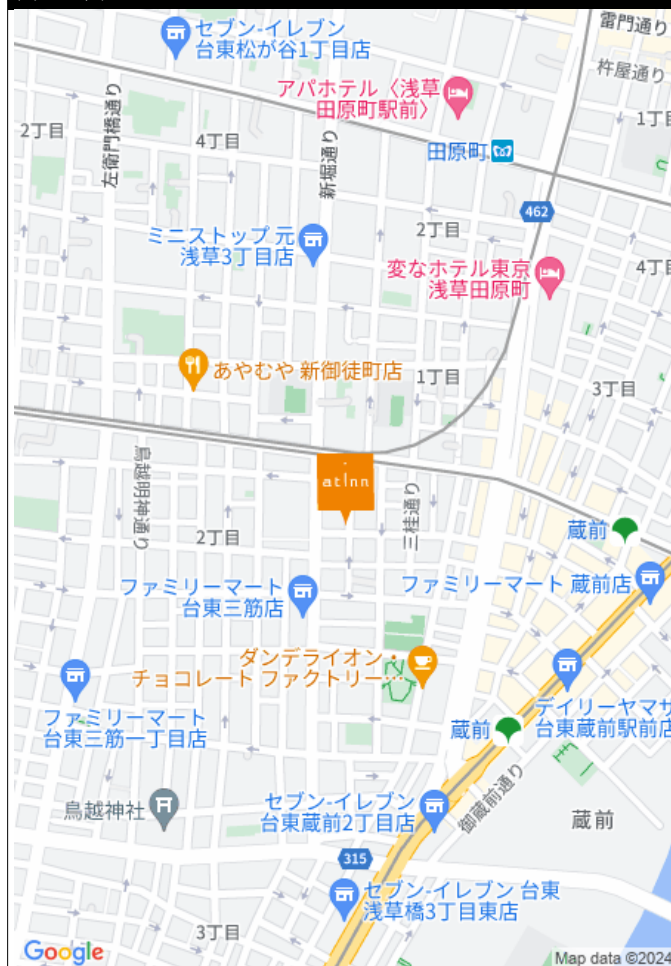 セブン-イレブン
台東松が谷1丁目店
雷門通り
杵屋通り
アパホテル〈浅草
田原町駅前〉
1丁
2丁目
左衛門橋通り
4丁目
新堀通り
田原町
462
2丁目
ミニストップ 元
浅草3丁目店
変なホテル東京
浅草田原町
4丁
あやむや 新御徒町店
1丁目
3丁目
atInn
鳥越明神通り
三桂通り
2丁目
蔵前
ファミリーマート
台東三筋店
ファミリーマート 蔵前店
ダンデライオン・
チョコレート ファクトリー…
ファミリーマート
台東三筋一丁目店
デイリーヤマザ
台東蔵前駅前店
蔵前
鳥越神社
セブン-イレブン
台東蔵前2丁目店
御蔵前通り
蔵前
315
セブン-イレブン 台東
浅草橋3丁目東店
3丁目
Google
Map data ©2024